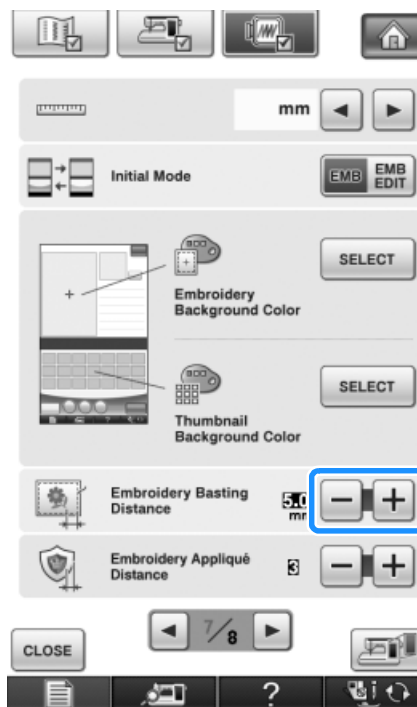 mm
Initial Mode
EMB
EMB
EDIT
SELECT
Embroidery
Background Color
SELECT
Thumbnail
Background Color
Embroidery Basting
Distance
5.0
mm
Embroidery Appliqué
Distance
3
7/8
CLOSE
?